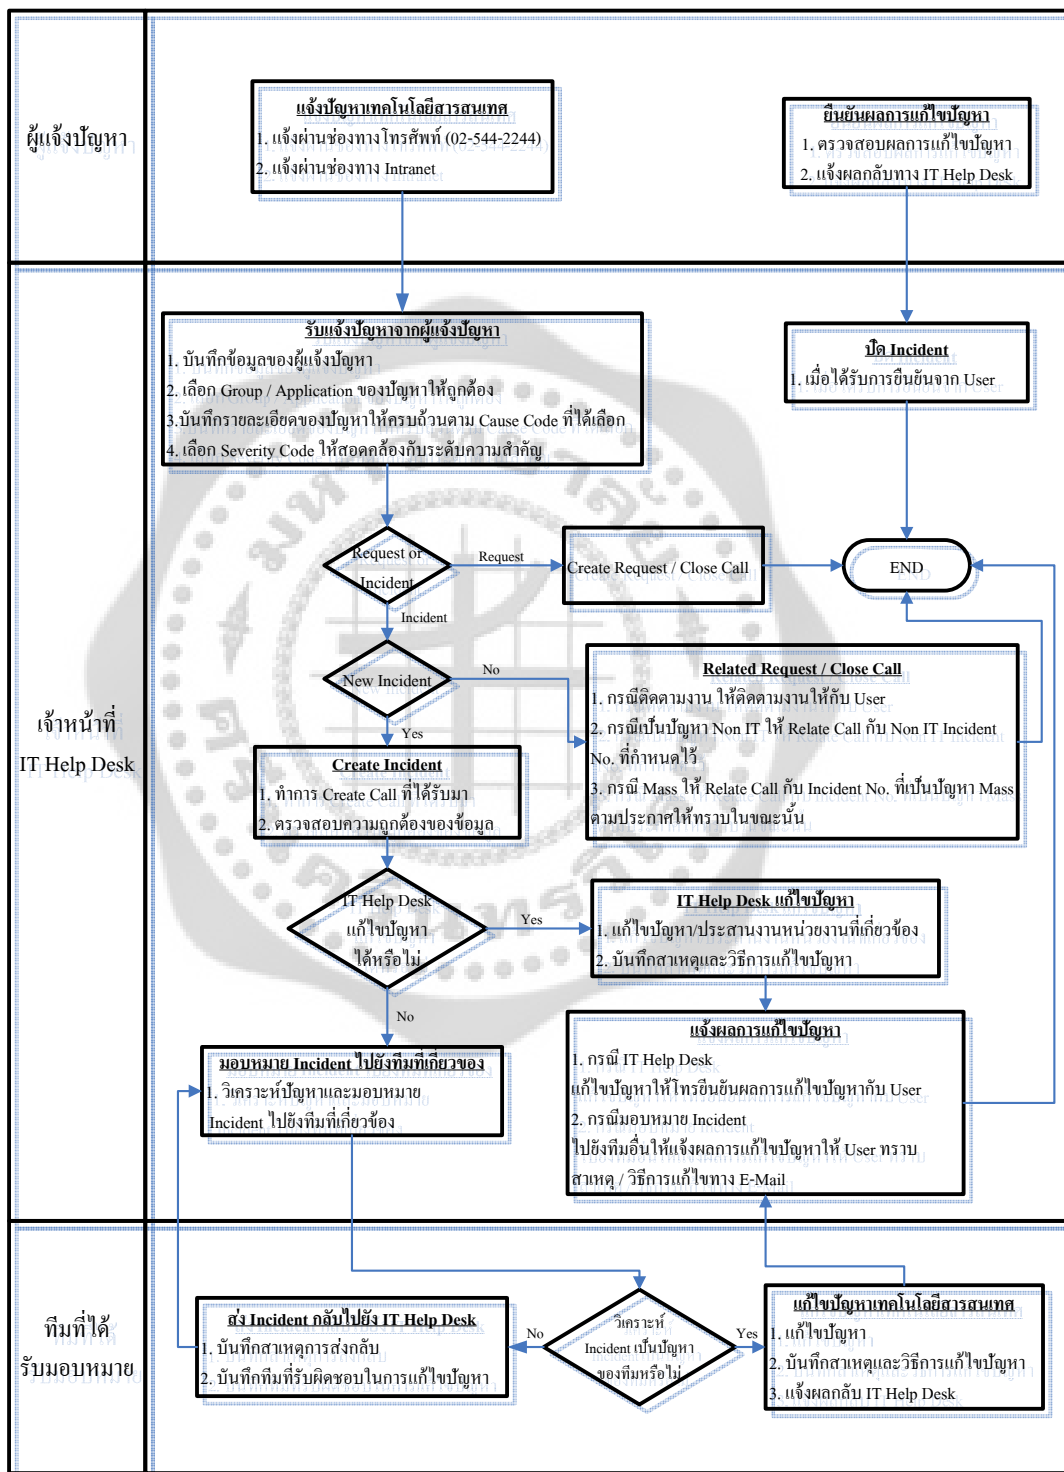 ผู้แจ้งปัญหา
แจ้งปัญหาเทคโนโลยีสารสนเทศ
1. แจ้งผ่านช่องทางโทรศัพท์ (02-544-2244)
2. แจ้งผ่านช่องทาง Intranet
ยืนยันผลการแก้ไขปัญหา
1. ตรวจสอบผลการแก้ไขปัญหา
2. แจ้งผลกลับทาง IT Help Desk
เจ้าหน้าที่
IT Help Desk
รับแจ้งปัญหาจากผู้แจ้งปัญหา
1. บันทึกข้อมูลของผู้แจ้งปัญหา
2. เลือก Group / Application ของปัญหาให้ถูกต้อง
3.บันทึกรายละเอียดของปัญหาให้ครบถ้วนตาม Cause Code ที่ได้เลือก
4. เลือก Severity Code ให้สอดคล้องกับระดับความสำคัญ
ปิด Incident
1. เมื่อได้รับการยืนยันจาก User
Request or
Incident
Request
Create Request / Close Call
END
Incident
New Incident
No
Related Request / Close Call
1. กรณีติดตามงาน ให้ติดตามงานให้กับ User
2. กรณีเป็นปัญหา Non IT ให้ Relate Call กับ Non IT Incident
No. ที่กำหนดไว้
3. กรณี Mass ให้ Relate Call กับ Incident No. ที่เป็นปัญหา Mass
ตามประกาศให้ทราบในขณะนั้น
Yes
Create Incident
1. ทำการ Create Call ที่ได้รับมา
2. ตรวจสอบความถูกต้องของข้อมูล
IT Help Desk
แก้ไขปัญหา
ได้หรือไม่
Yes
IT Help Desk แก้ไขปัญหา
1. แก้ไขปัญหา/ประสานงานหน่วยงานที่เกี่ยวข้อง
2. บันทึกสาเหตุและวิธีการแก้ไขปัญหา
No
มอบหมาย Incident ไปยังทีมที่เกี่ยวของ
1. วิเคราะห์ปัญหาและมอบหมาย
Incident ไปยังทีมที่เกี่ยวข้อง
แจ้งผลการแก้ไขปัญหา
1. กรณี IT Help Desk
แก้ไขปัญหาให้โทรยืนยันผลการแก้ไขปัญหากับ User
2. กรณีมอบหมาย Incident
ไปยังทีมอื่นให้แจ้งผลการแก้ไขปัญหาให้ User ทราบ
สาเหตุ / วิธีการแก้ไขทาง E-Mail
ทีมที่ได้
รับมอบหมาย
ส่ง Incident กลับไปยัง IT Help Desk
1. บันทึกสาเหตุการส่งกลับ
2. บันทึกทีมที่รับผิดชอบในการแก้ไขปัญหา
No
วิเคราะห์
Incident เป็นปัญหา
ของทีมหรือไม่
Yes
แก้ไขปัญหาเทคโนโลยีสารสนเทศ
1. แก้ไขปัญหา
2. บันทึกสาเหตุและวิธีการแก้ไขปัญหา
3. แจ้งผลกลับ IT Help Desk